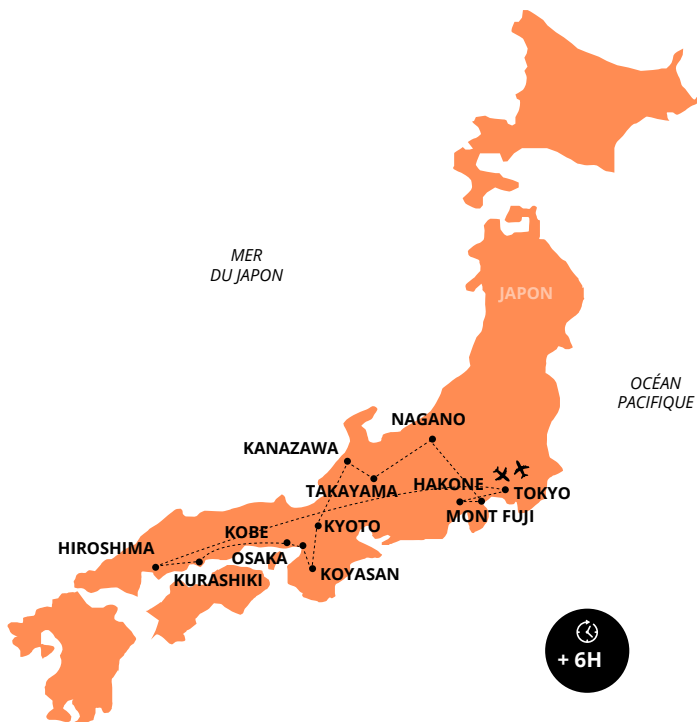 MER
DU JAPON
JAPON
OCÉAN
PACIFIQUE
NAGANO
KANAZAWA
TAKAYAMA
HAKONE
TOKYO
MONT FUJI
KYOTO
KOBE
HIROSHIMA
OSAKA
KURASHIKI
KOYASAN
+ 6H